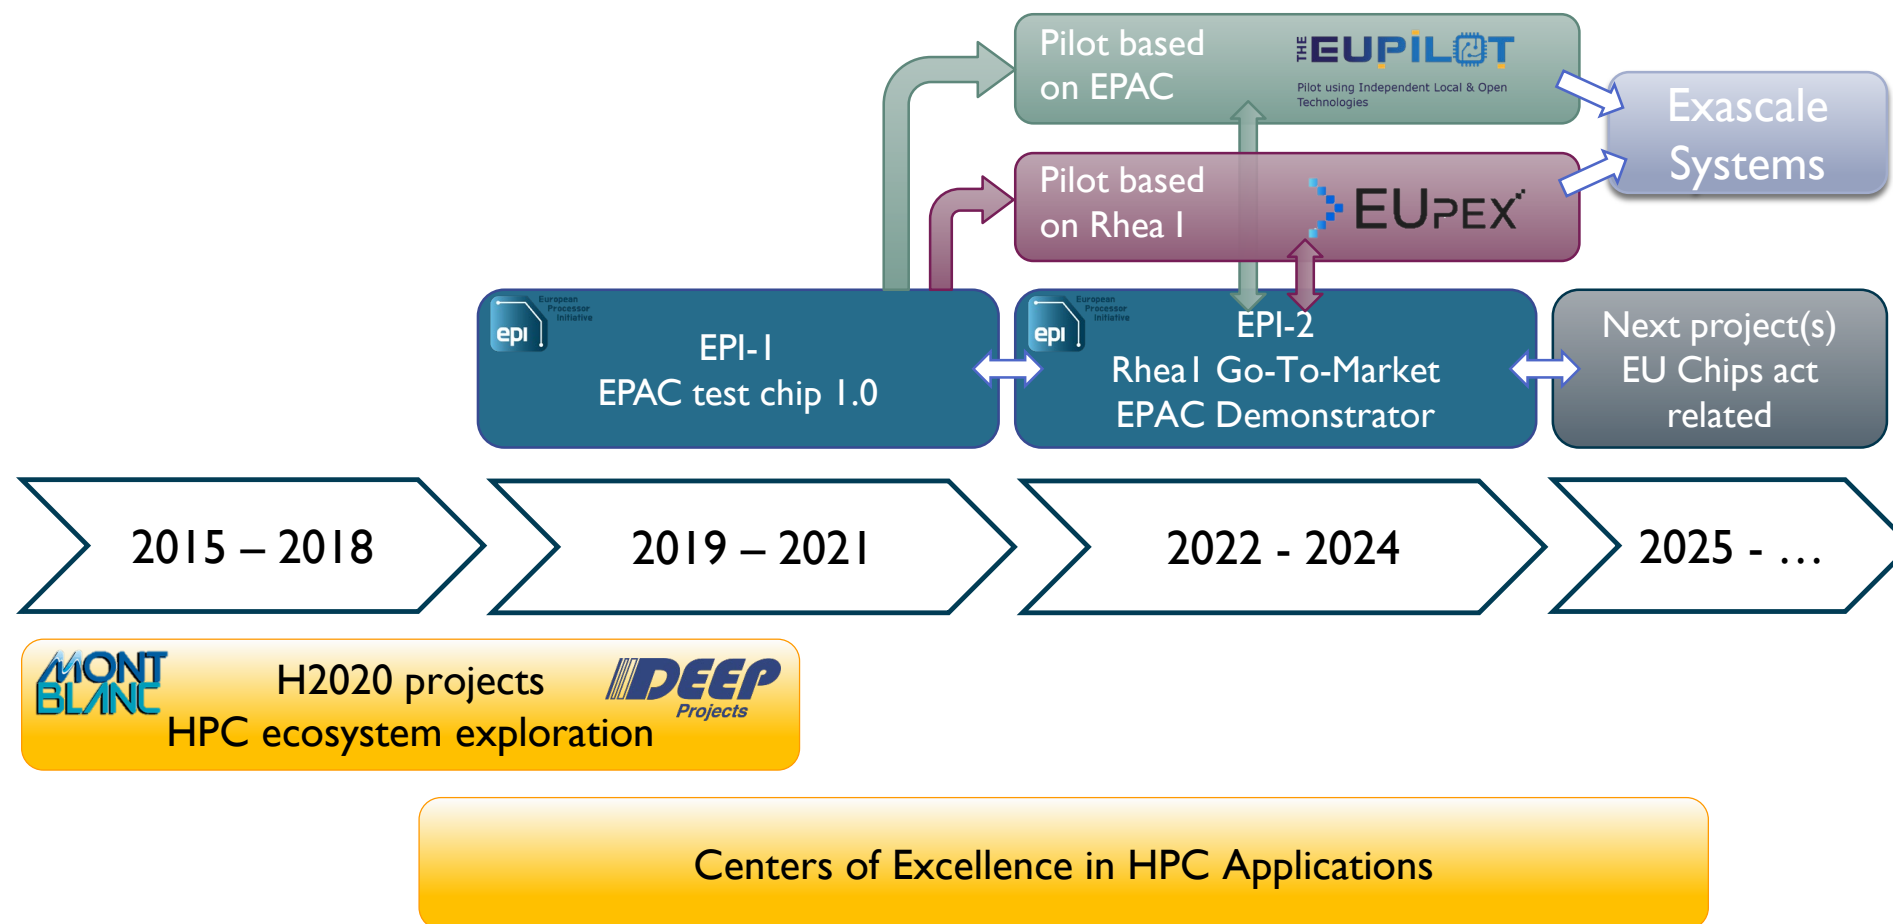 Pilot based
on EPAC
THE EUPILOT
Pilot using Independent Local & Open
Technologies
Exascale
Systems
Pilot based
on Rhea 1
EUPEX
European
Processor
Initiative
epi
EPI-1
EPAC test chip 1.0
European
Processor
Initiative
epi
EPI-2
Rhea1 Go-To-Market
EPAC Demonstrator
Next project(s)
EU Chips act
related
2015 – 2018
2019 – 2021
2022 - 2024
2025 - …
MONT
BLANC
H2020 projects
HPC ecosystem exploration
DEEP
Projects
Centers of Excellence in HPC Applications